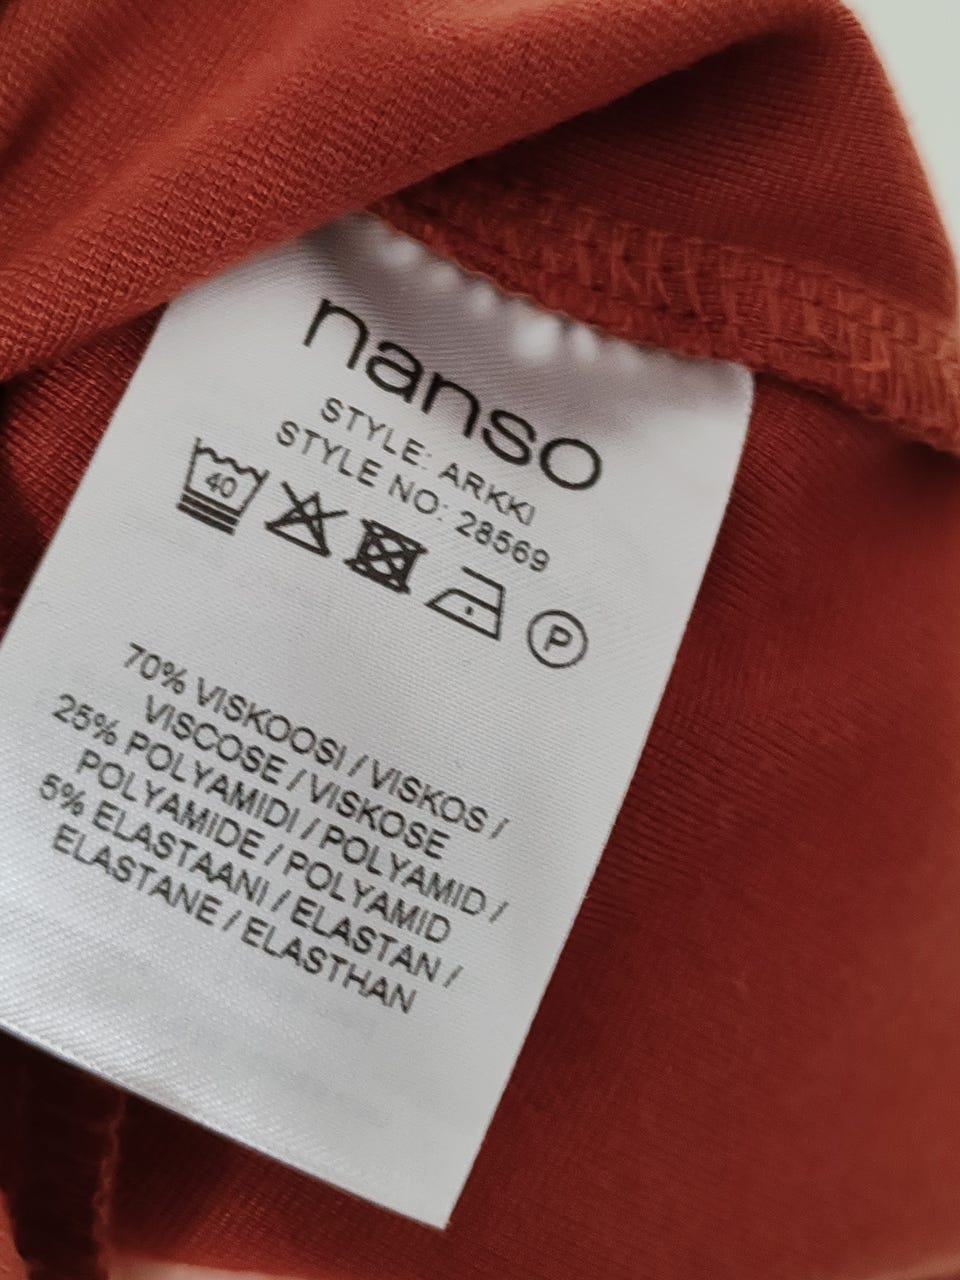 nanso
STYLE: ARKKI
STYLE NO: 28569
40
P
70% VISKOOSI / VISKOS /
VISCOSE / VISKOSE
25% POLYAMIDI / POLYAMID /
POLYAMIDE / POLYAMID
5% ELASTAANI / ELASTAN /
ELASTANE / ELASTHAN